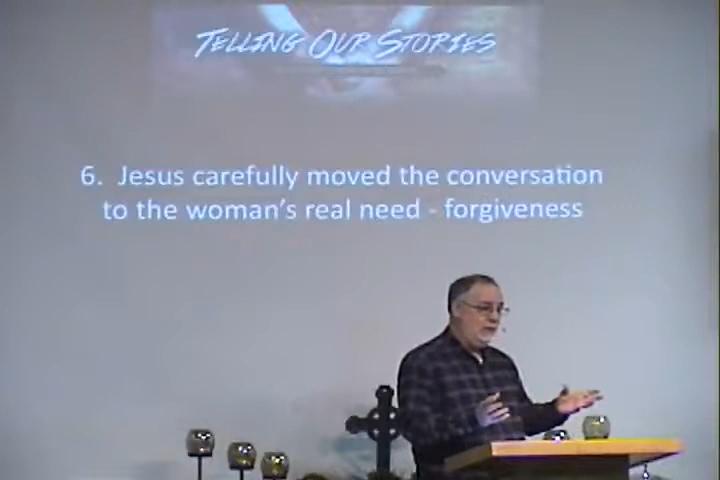 TELLING OUR STORIES
6. Jesus carefully moved the conversation
to the woman's real need - forgiveness